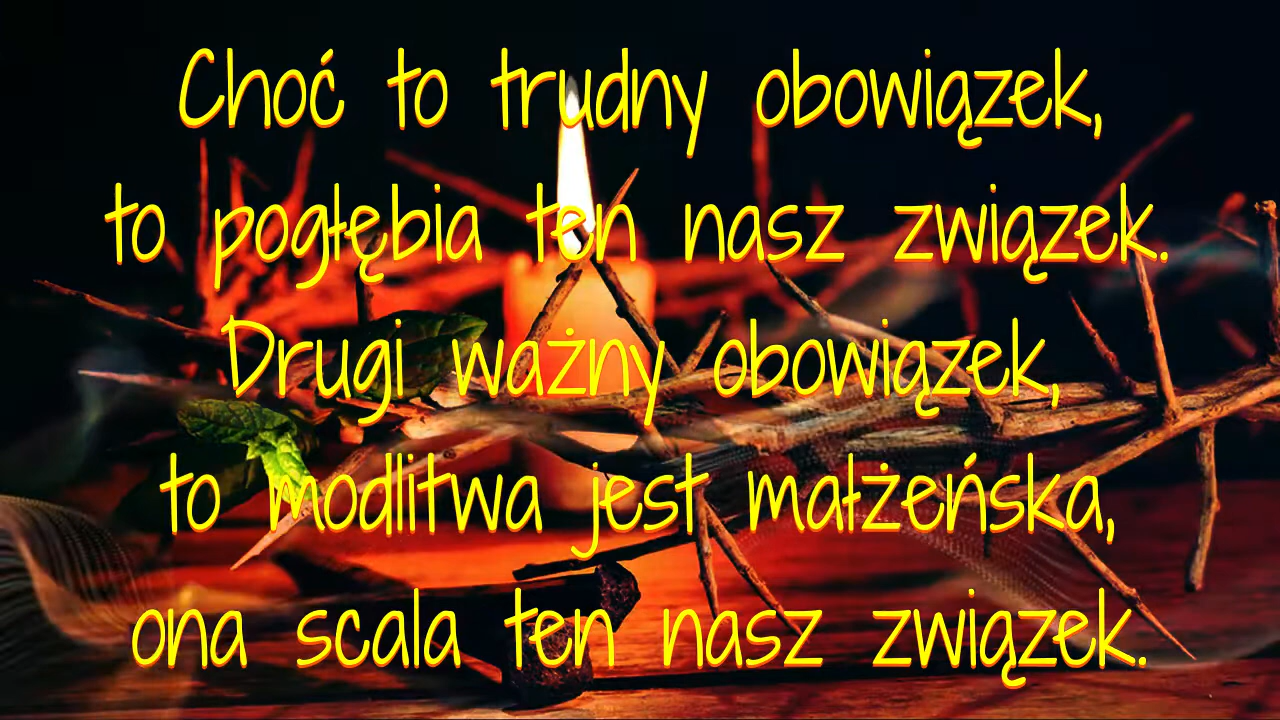 Choć to trudny obowiązek,
to pogłębia ten nasz związek.
Drugi ważny obowiązek,
to modlitwa jest małżeńska,
ona scala ten nasz związek.